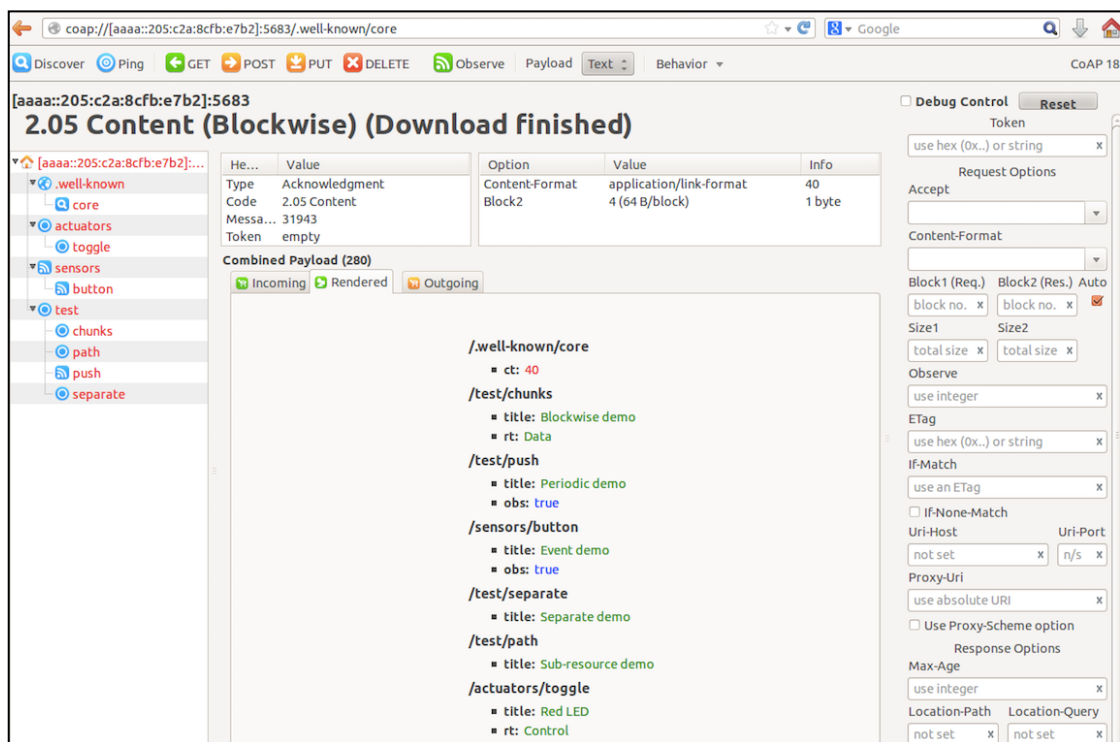 coap://[aaaa::205:c2a:8cfb:e7b2]:5683/.well-known/core
Google
Discover Ping GET POST PUT DELETE Observe Payload Text Behavior CoAP 18
[aaaa::205:c2a:8cfb:e7b2]:5683
2.05 Content (Blockwise) (Download finished)
[aaaa::205:c2a:8cfb:e7b2]:...
.well-known
core
actuators
toggle
sensors
button
test
chunks
path
push
separate
He... Value
Type Acknowledgment
Code 2.05 Content
Messa... 31943
Token empty
Option Value Info
Content-Format application/link-format 40
Block2 4 (64 B/block) 1 byte
Combined Payload (280)
Incoming Rendered Outgoing
/.well-known/core
ct: 40
/test/chunks
title: Blockwise demo
rt: Data
/test/push
title: Periodic demo
obs: true
/sensors/button
title: Event demo
obs: true
/test/separate
title: Separate demo
/test/path
title: Sub-resource demo
/actuators/toggle
title: Red LED
rt: Control
Debug Control Reset
Token
use hex (0x..) or string x
Request Options
Accept
Content-Format
Block1 (Req.) Block2 (Res.) Auto
block no. x block no. x
Size1 Size2
total size x total size x
Observe
use integer x
ETag
use hex (0x..) or string x
If-Match
use an ETag x
If-None-Match
Uri-Host Uri-Port
not set x n/s x
Proxy-Uri
use absolute URI x
Use Proxy-Scheme option
Response Options
Max-Age
use integer x
Location-Path Location-Query
not set x not set x